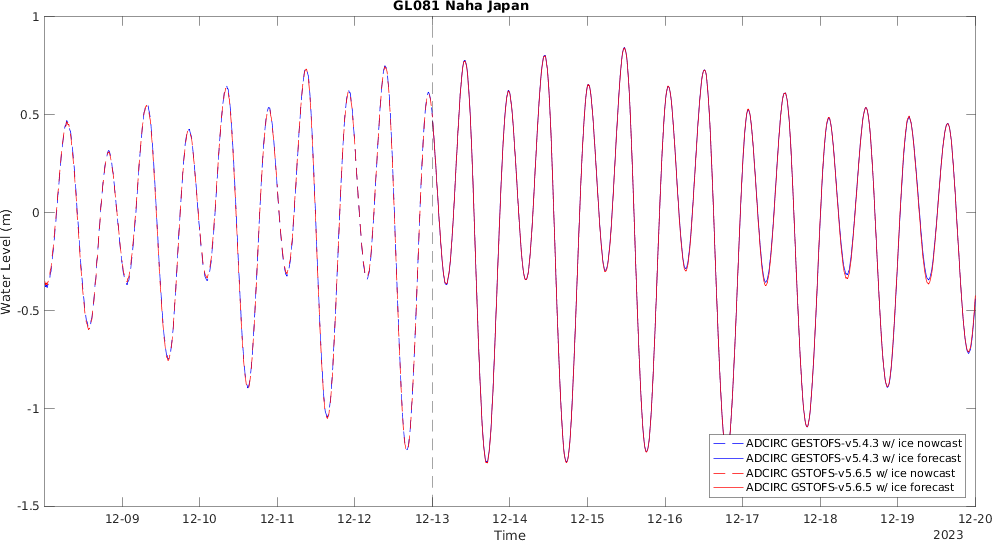 GL081 Naha Japan
1
0.5
0
-0.5
-1
-1.5
Water Level (m)
ADCIRC GESTOFS-v5.4.3 w/ ice nowcast
ADCIRC GESTOFS-v5.4.3 w/ ice forecast
ADCIRC GSTOFS-v5.6.5 w/ ice nowcast
ADCIRC GSTOFS-v5.6.5 w/ ice forecast
12-09 12-10 12-11 12-12 12-13 12-14 12-15 12-16 12-17 12-18 12-19 12-20
Time
2023